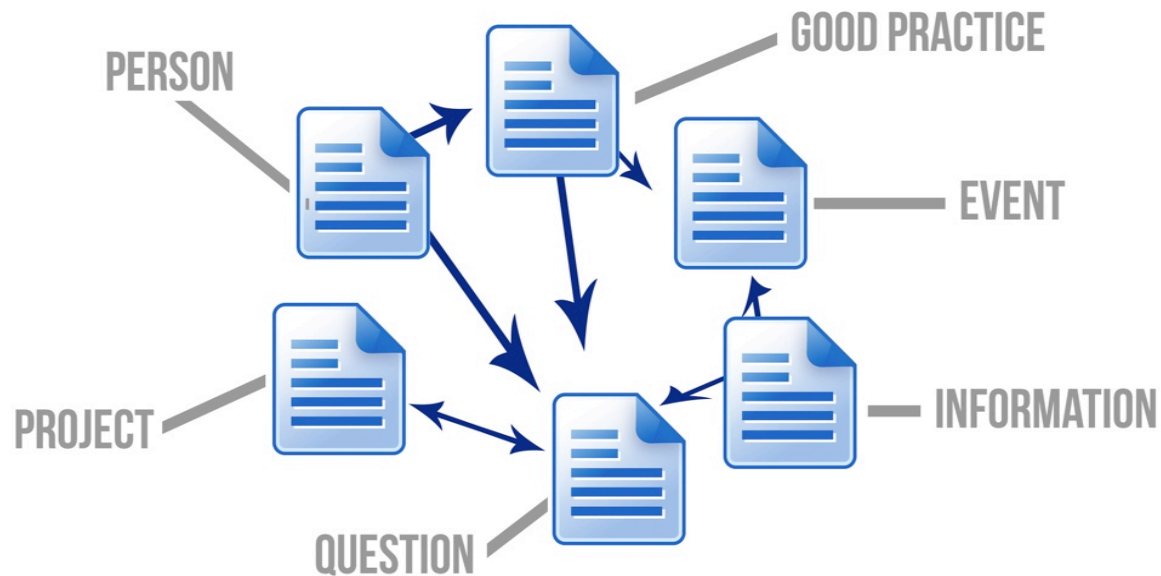 GOOD PRACTICE
PERSON
EVENT
INFORMATION
PROJECT
QUESTION